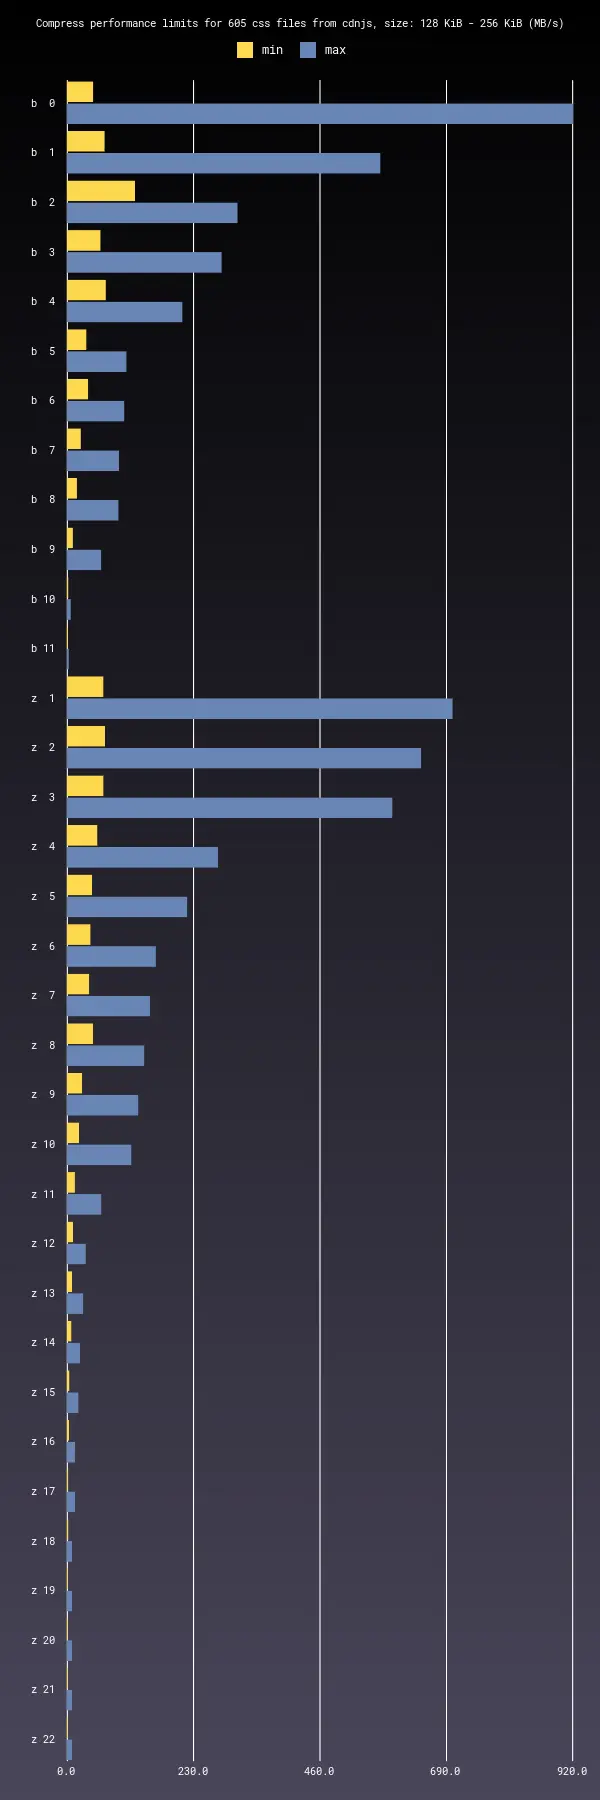 Compress performance limits for 605 css files from cdnjs, size: 128 KiB - 256 KiB (MB/s)
min max
b 0
b 1
b 2
b 3
b 4
b 5
b 6
b 7
b 8
b 9
b 10
b 11
z 1
z 2
z 3
z 4
z 5
z 6
z 7
z 8
z 9
z 10
z 11
z 12
z 13
z 14
z 15
z 16
z 17
z 18
z 19
z 20
z 21
z 22
0.0 230.0 460.0 690.0 920.0